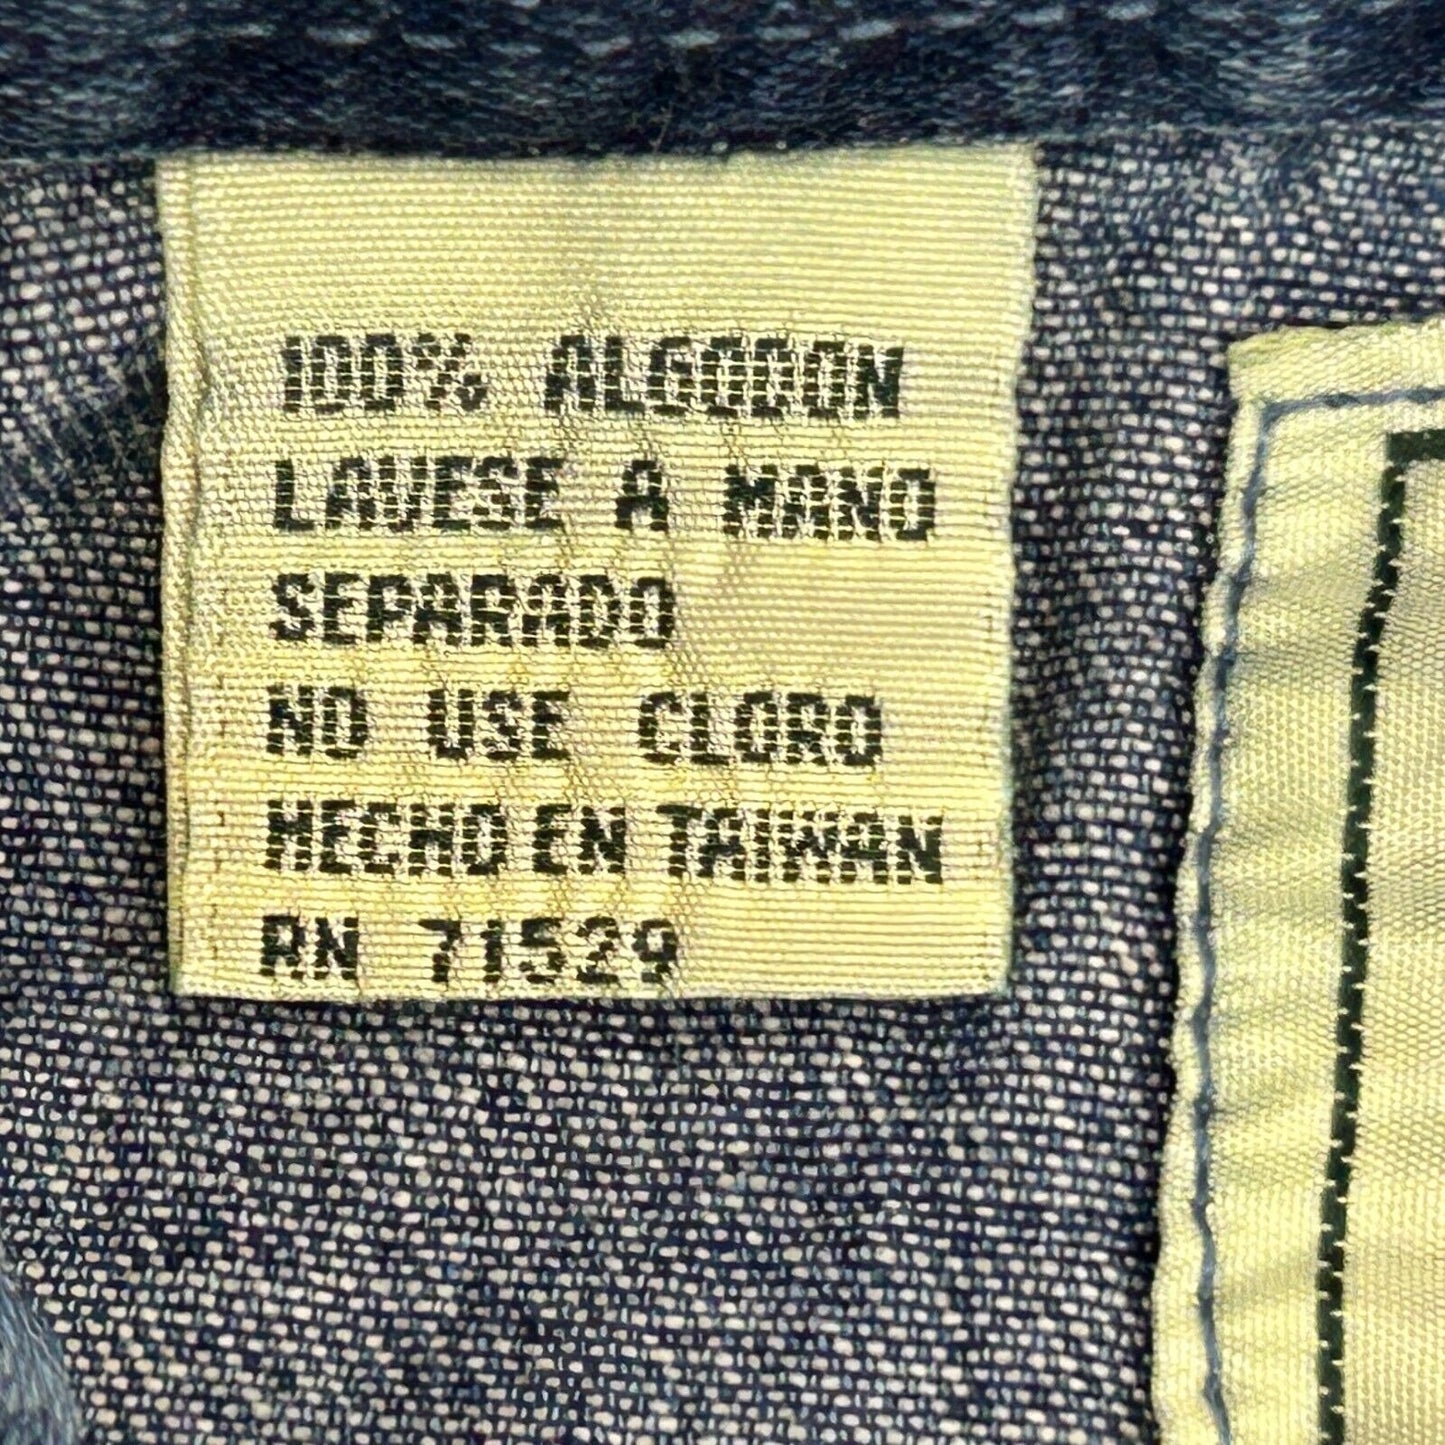 100% ALGODON
LAVESE A MANO
SEPARADO
NO USE CLORO
HECHO EN TAIWAN
RN 71529